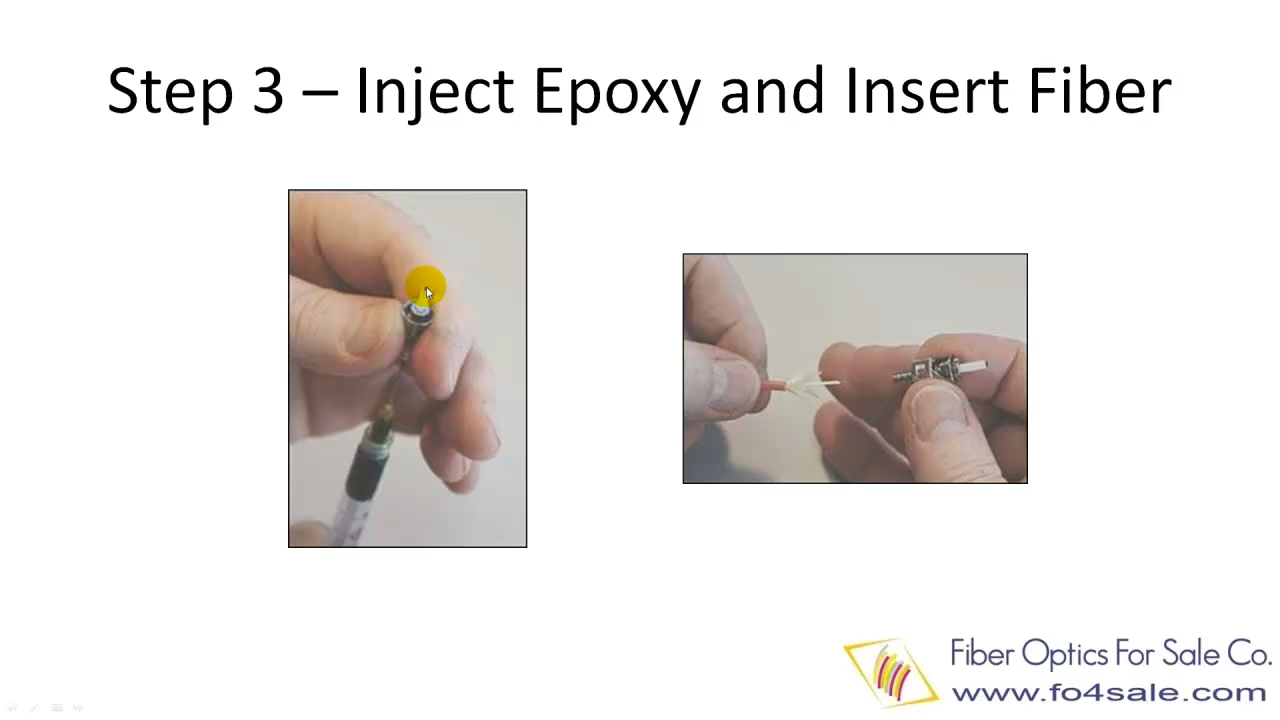 Step 3 – Inject Epoxy and Insert Fiber
Fiber Optics For Sale Co.
www.fo4sale.com